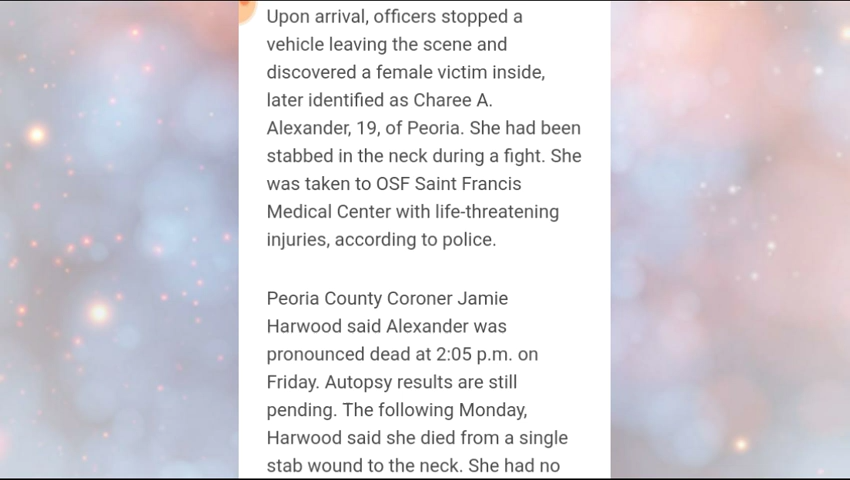 Upon arrival, officers stopped a
vehicle leaving the scene and
discovered a female victim inside,
later identified as Charee A.
Alexander, 19, of Peoria. She had been
stabbed in the neck during a fight. She
was taken to OSF Saint Francis
Medical Center with life-threatening
injuries, according to police.
Peoria County Coroner Jamie
Harwood said Alexander was
pronounced dead at 2:05 p.m. on
Friday. Autopsy results are still
pending. The following Monday,
Harwood said she died from a single
stab wound to the neck. She had no